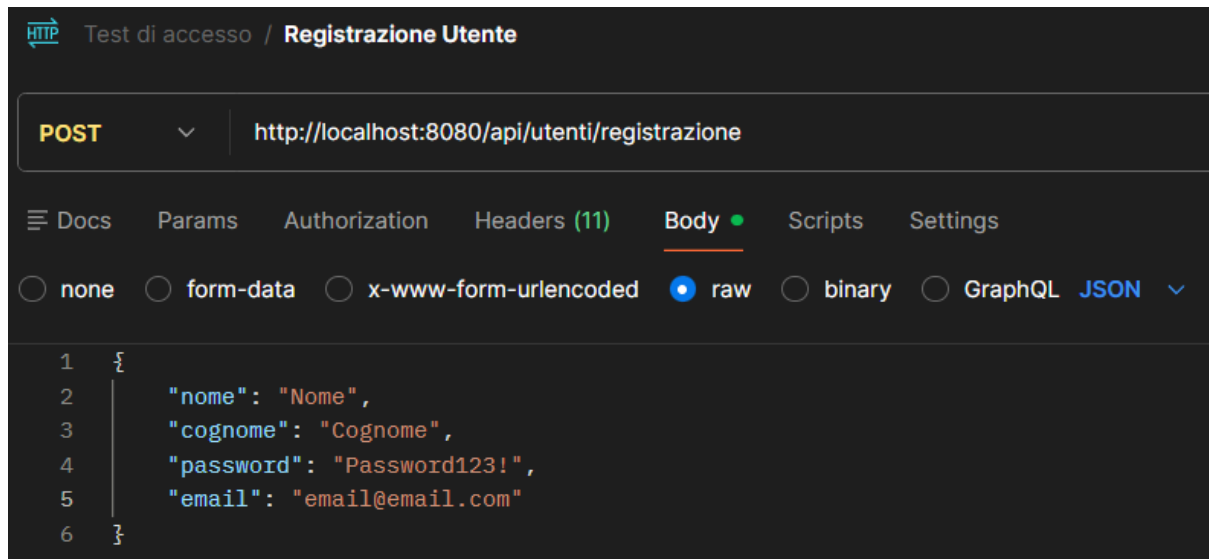 HTTP Test di accesso / Registrazione Utente
POST http://localhost:8080/api/utenti/registrazione
Docs Params Authorization Headers (11) Body Scripts Settings
none form-data x-www-form-urlencoded raw binary GraphQL JSON
1 {
2 "nome": "Nome",
3 "cognome": "Cognome",
4 "password": "Password123!",
5 "email": "email@email.com"
6 }